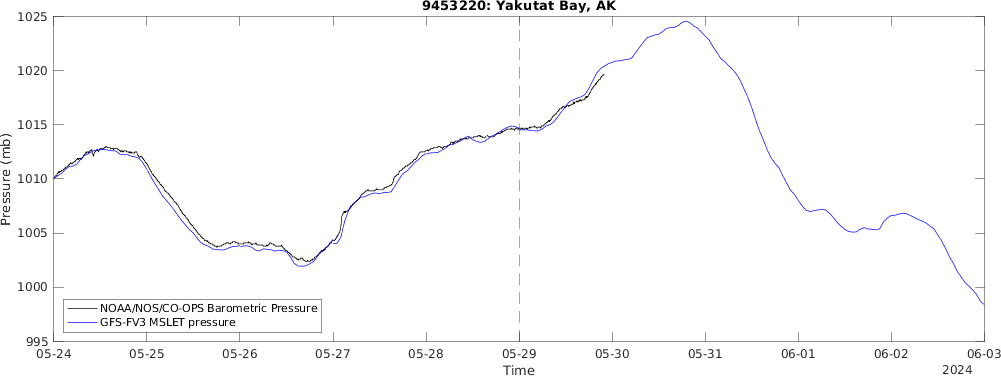 9453220: Yakutat Bay, AK
Pressure (mb)
1025
1020
1015
1010
1005
1000
995
NOAA/NOS/CO-OPS Barometric Pressure
GFS-FV3 MSLET pressure
05-24 05-25 05-26 05-27 05-28 05-29 05-30 05-31 06-01 06-02 06-03
Time
2024